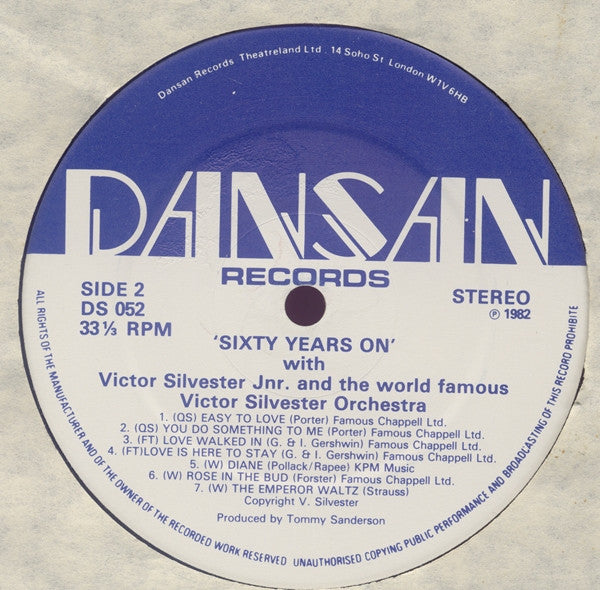 Dansan Records Theatreland Ltd. 14 Soho St London W1V 6HB
DANSAN
RECORDS
SIDE 2
DS 052
33⅓ RPM
STEREO
℗ 1982
'SIXTY YEARS ON'
with
Victor Silvester Jnr. and the world famous
Victor Silvester Orchestra
1. (QS) EASY TO LOVE (Porter) Famous Chappell Ltd.
2. (QS) YOU DO SOMETHING TO ME (Porter) Famous Chappell Ltd.
3. (FT) LOVE WALKED IN (G. & I. Gershwin) Famous Chappell Ltd.
4. (FT)LOVE IS HERE TO STAY (G. & I. Gershwin) Famous Chappell Ltd.
5. (W) DIANE (Pollack/Rapee) KPM Music
6. (W) ROSE IN THE BUD (Forster) Famous Chappell Ltd.
7. (W) THE EMPEROR WALTZ (Strauss)
Copyright V. Silvester
Produced by Tommy Sanderson
ALL RIGHTS OF THE MANUFACTURER AND OF THE OWNER OF THE RECORDED WORK RESERVED UNAUTHORISED COPYING PUBLIC PERFORMANCE AND BROADCASTING OF THIS RECORD PROHIBITE